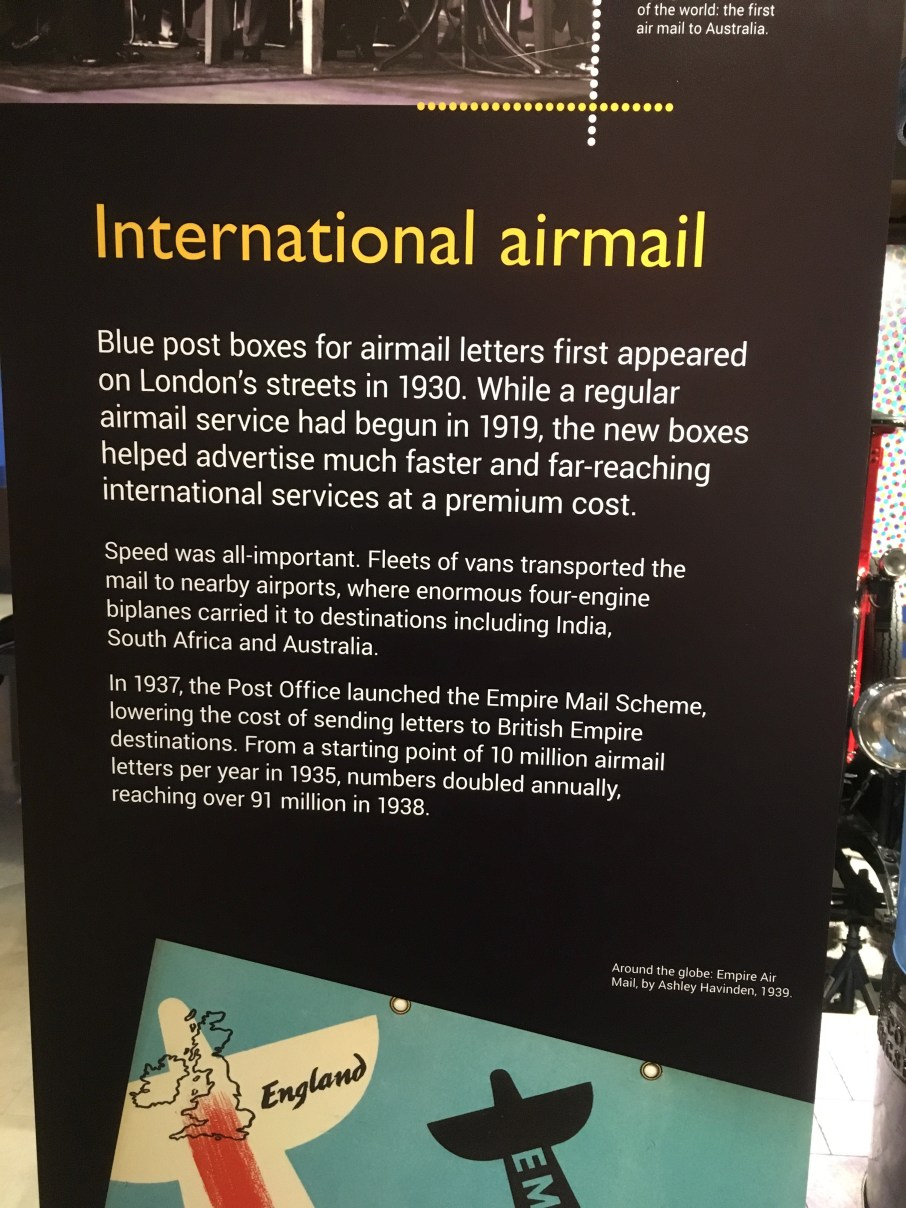 of the world: the first
air mail to Australia.
International airmail
Blue post boxes for airmail letters first appeared
on London's streets in 1930. While a regular
airmail service had begun in 1919, the new boxes
helped advertise much faster and far-reaching
international services at a premium cost.
Speed was all-important. Fleets of vans transported the
mail to nearby airports, where enormous four-engine
biplanes carried it to destinations including India,
South Africa and Australia.
In 1937, the Post Office launched the Empire Mail Scheme,
lowering the cost of sending letters to British Empire
destinations. From a starting point of 10 million airmail
letters per year in 1935, numbers doubled annually,
reaching over 91 million in 1938.
Around the globe: Empire Air
Mail, by Ashley Havinden, 1939.
England
EM